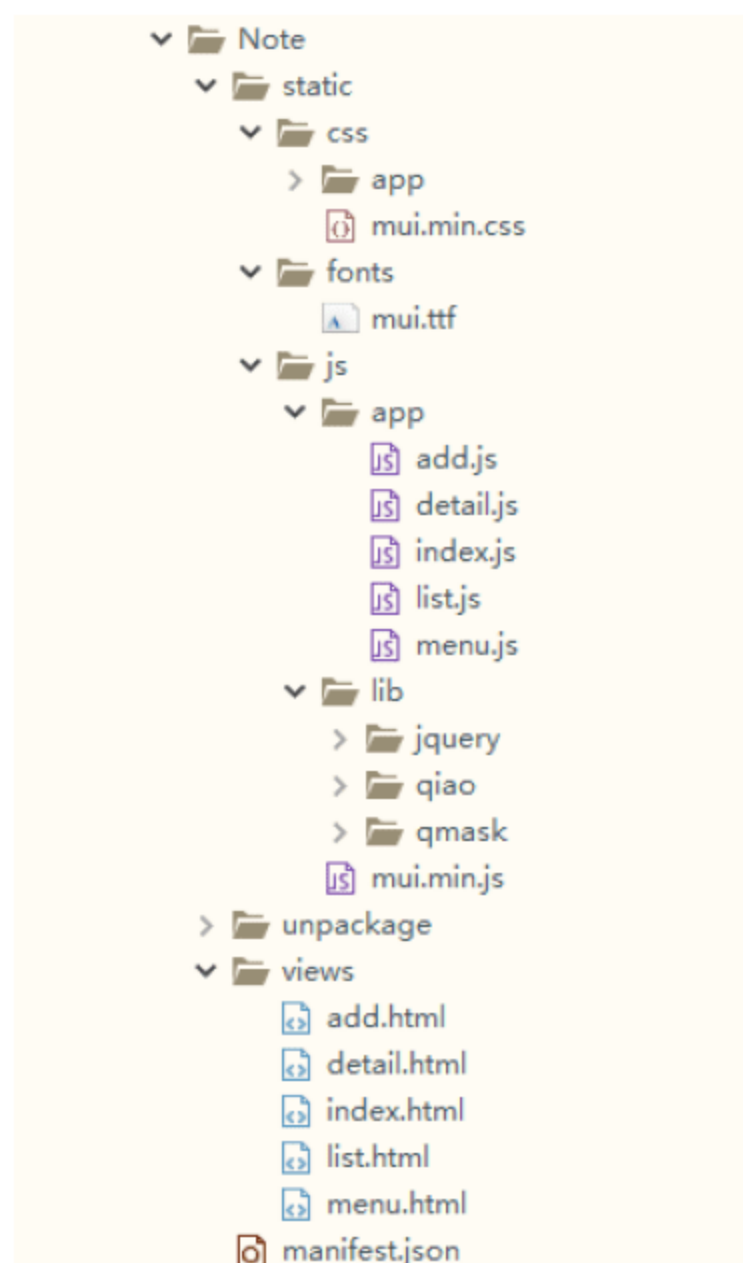 Note
static
css
app
mui.min.css
fonts
mui.ttf
js
app
add.js
detail.js
index.js
list.js
menu.js
lib
jquery
qiao
qmask
mui.min.js
unpackage
views
add.html
detail.html
index.html
list.html
menu.html
manifest.json